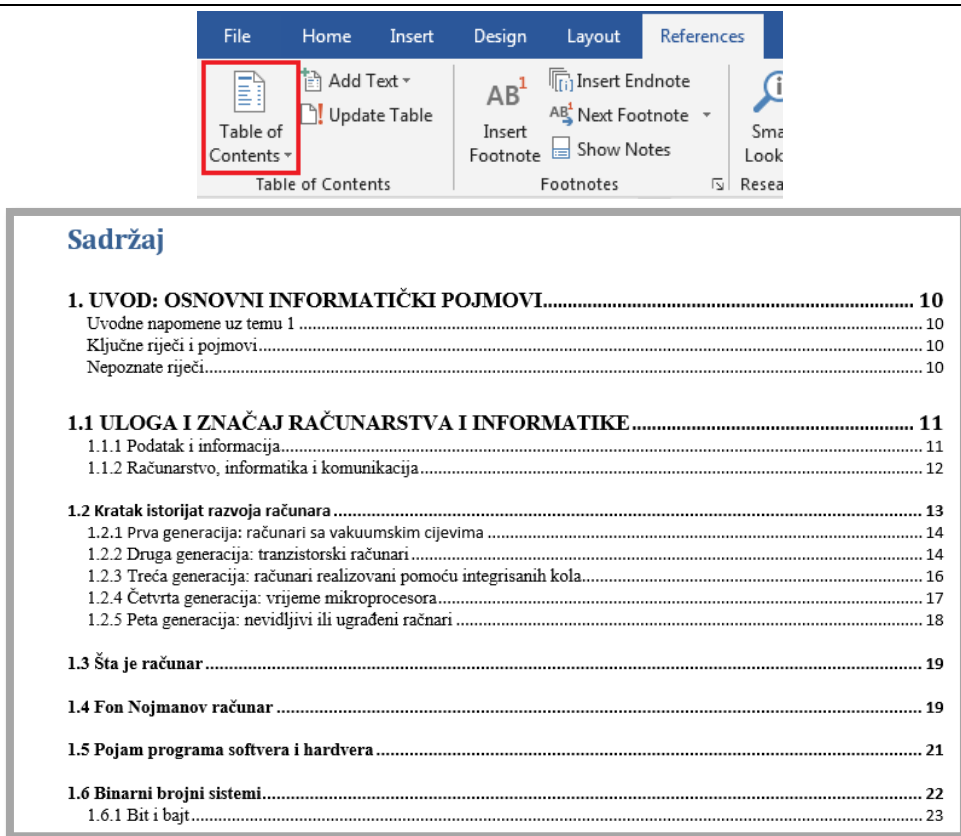 File Home Insert Design Layout References
Add Text
Update Table
Table of
Contents
Table of Contents
AB1
Insert
Footnote
Insert Endnote
Next Footnote
Show Notes
Footnotes
Sma
Look
Resea
Sadržaj
1. UVOD: OSNOVNI INFORMATIČKI POJMOVI 10
Uvodne napomene uz temu 1 10
Ključne riječi i pojmovi 10
Nepoznate riječi 10
1.1 ULOGA I ZNAČAJ RAČUNARSTVA I INFORMATIKE 11
1.1.1 Podatak i informacija 11
1.1.2 Računarstvo, informatika i komunikacija 12
1.2 Kratak istorijat razvoja računara 13
1.2.1 Prva generacija: računari sa vakuumskim cijevima 14
1.2.2 Druga generacija: tranzistorski računari 14
1.2.3 Treća generacija: računari realizovani pomoću integrisanih kola 16
1.2.4 Četvrta generacija: vrijeme mikroprocesora 17
1.2.5 Peta generacija: nevidljivi ili ugrađeni račnari 18
1.3 Šta je računar 19
1.4 Fon Nojmanov računar 19
1.5 Pojam programa softvera i hardvera 21
1.6 Binarni brojni sistemi 22
1.6.1 Bit i bajt 23